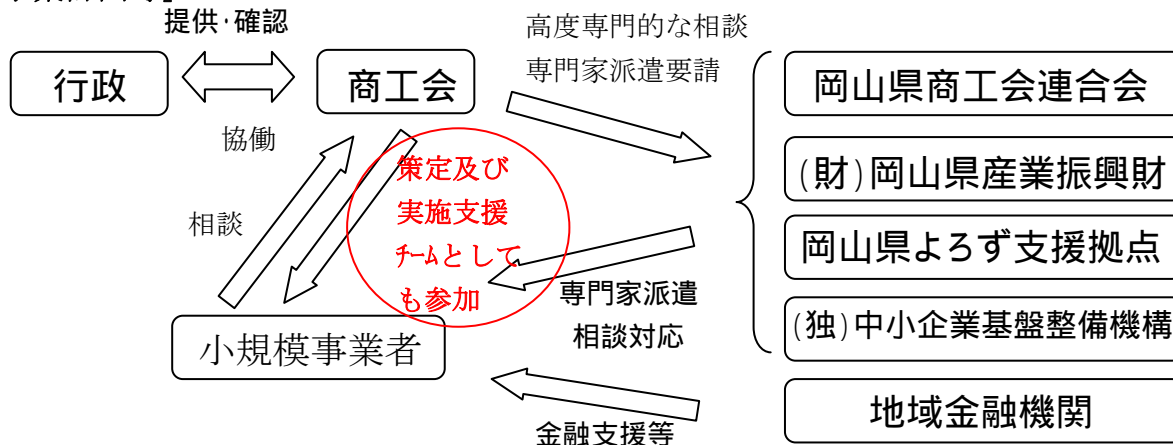 提供・確認
行政
商工会
協働
相談
高度専門的な相談
専門家派遣要請
策定及び
実施支援
ﾁｰﾑとして
も参加
小規模事業者
専門家派遣
相談対応
金融支援等
岡山県商工会連合会
(財)岡山県産業振興財
岡山県よろず支援拠点
(独)中小企業基盤整備機構
地域金融機関